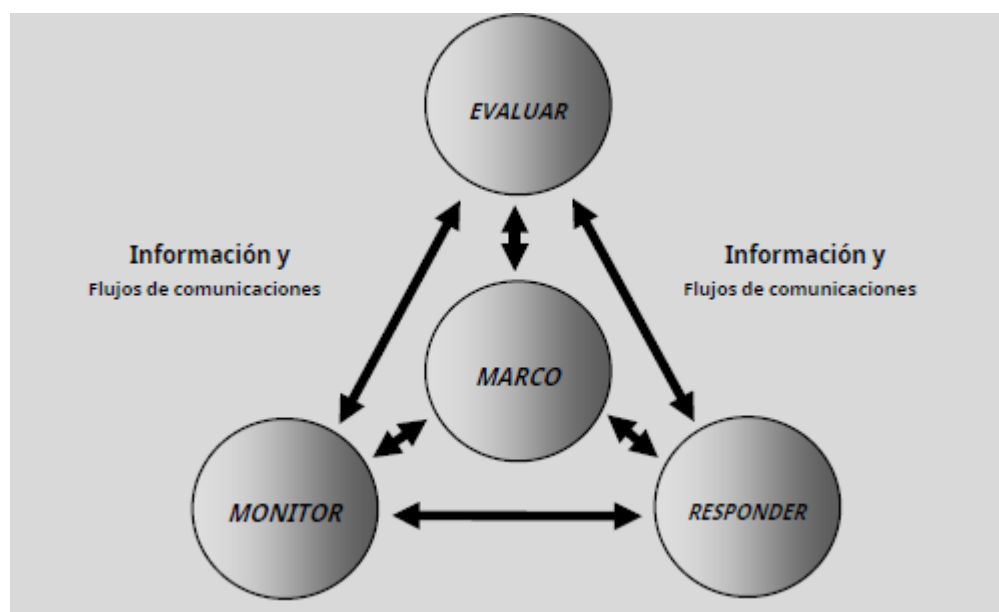 EVALUAR
Información y
Flujos de comunicaciones
Información y
Flujos de comunicaciones
MARCO
MONITOR
RESPONDER